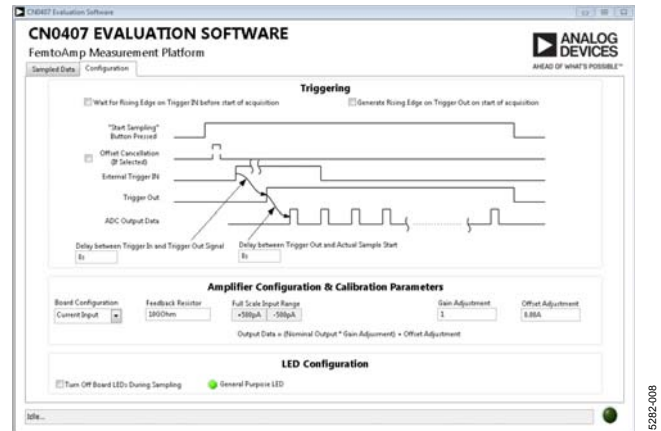 CN0407 Evaluation Software
CN0407 EVALUATION SOFTWARE
FemtoAmp Measurement Platform
ANALOG
DEVICES
AHEAD OF WHAT'S POSSIBLE™
Sampled Data Configuration
Triggering
Wait for Rising Edge on Trigger IN before start of acquisition
Generate Rising Edge on Trigger Out on start of acquisition
"Start Sampling"
Button Pressed
Offset Cancellation
(If Selected)
External Trigger IN
Trigger Out
ADC Output Data
Delay between Trigger In and Trigger Out Signal
Delay between Trigger Out and Actual Sample Start
Amplifier Configuration & Calibration Parameters
Board Configuration Feedback Resistor Full Scale Input Range Gain Adjustment Offset Adjustment
Current Input 10GOhm +500pA -500pA 1 0.00A
Output Data = (Nominal Output * Gain Adjusment) + Offset Adjustment
LED Configuration
Turn Off Board LEDs During Sampling General Purpose LED
Idle...
5282-008